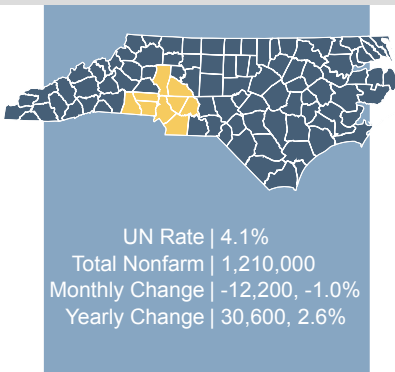 UN Rate | 4.1%
Total Nonfarm | 1,210,000
Monthly Change | -12,200, -1.0%
Yearly Change | 30,600, 2.6%